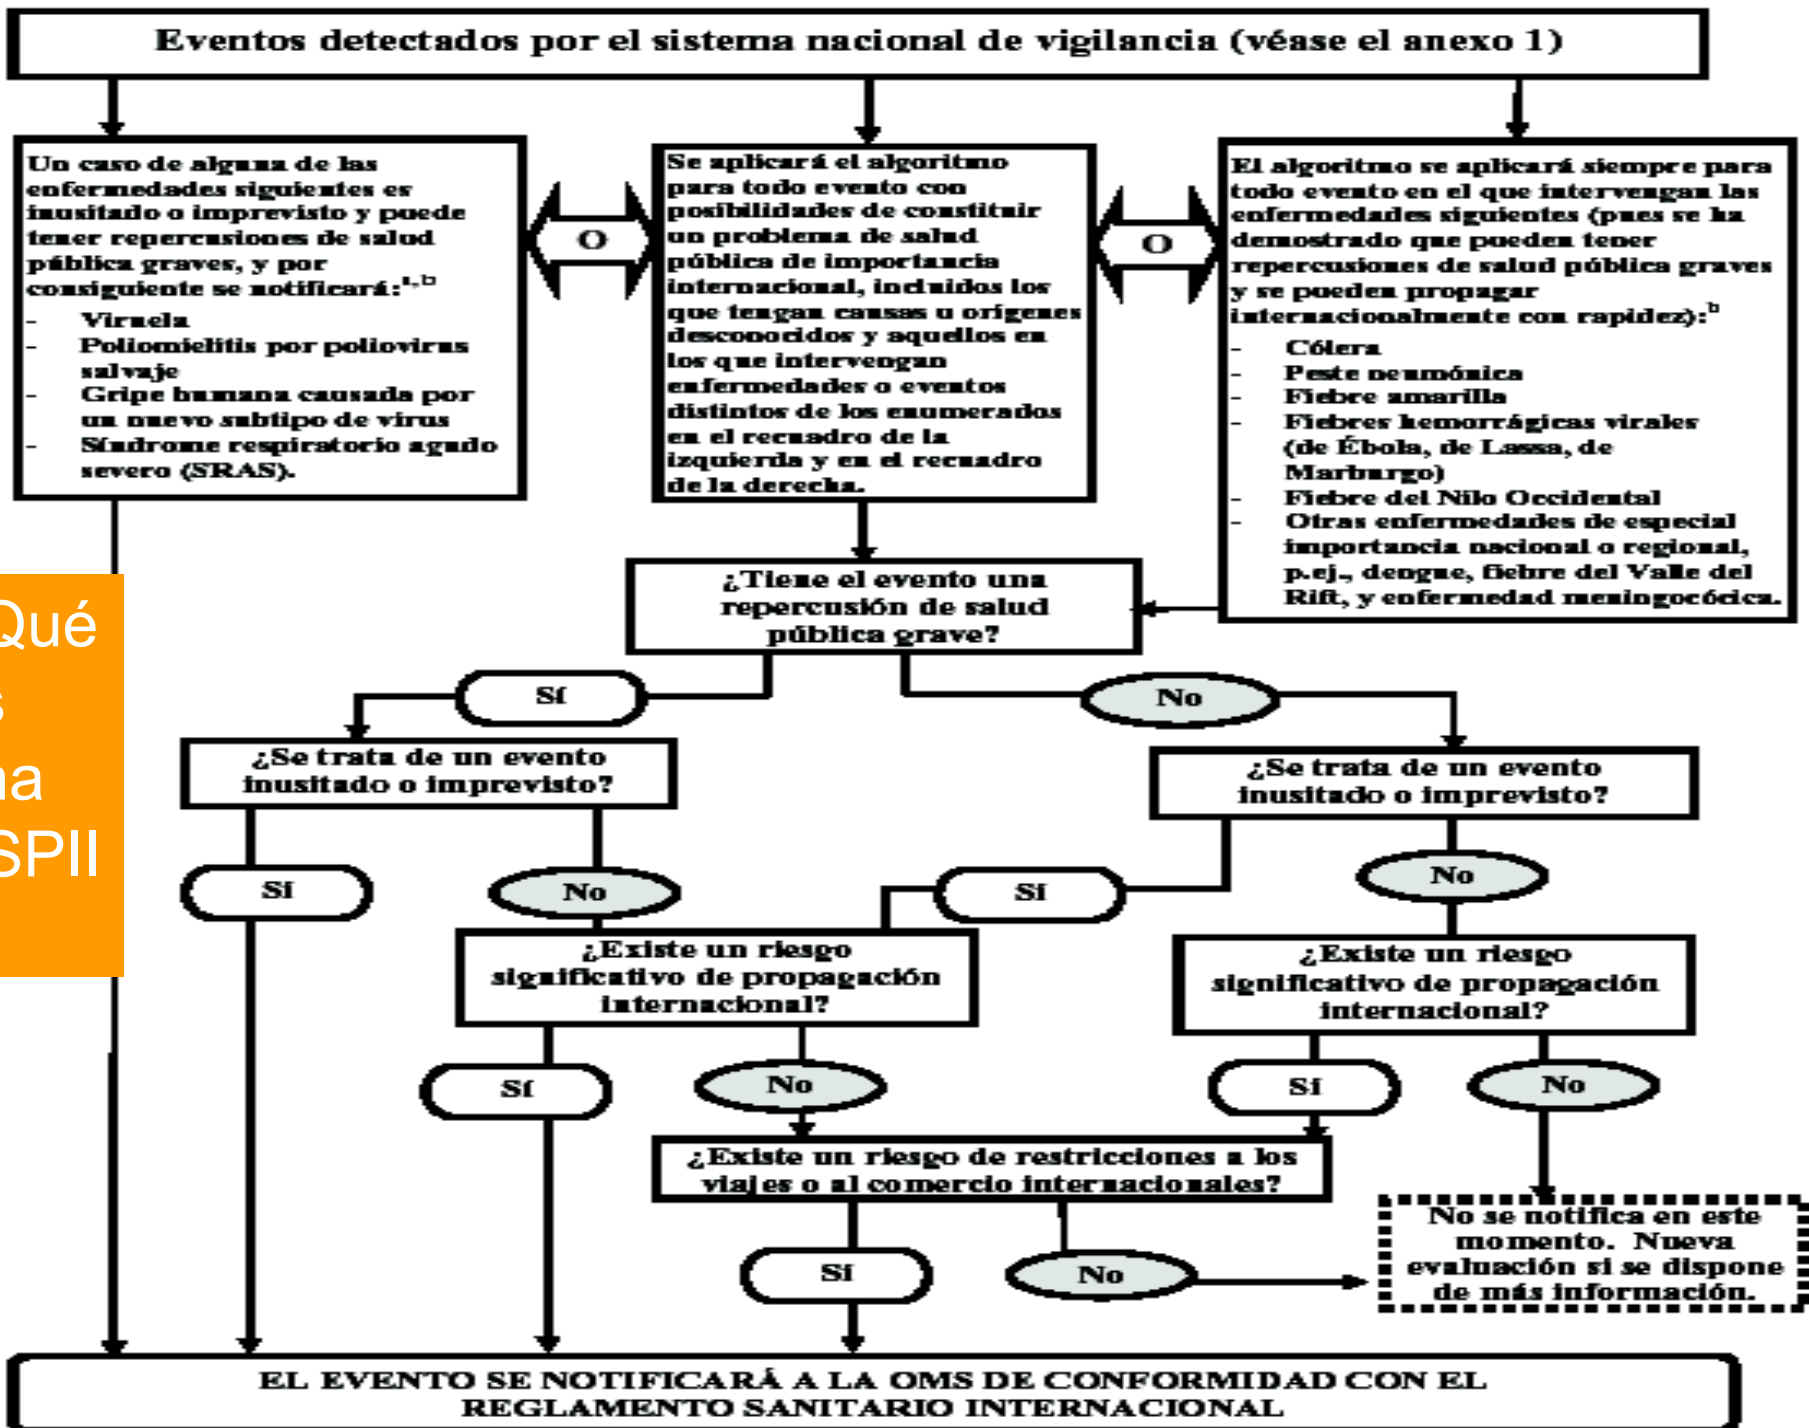 Eventos detectados por el sistema nacional de vigilancia (véase el anexo 1)
Un caso de alguna de las
enfermedades siguientes es
inusitado o imprevisto y puede
tener repercusiones de salud
pública graves, y por
consiguiente se notificará:a,b
- Viruela
- Poliomielitis por poliovirus
salvaje
- Gripe humana causada por
un nuevo subtipo de virus
- Síndrome respiratorio agudo
severo (SRAS).
O
Se aplicará el algoritmo
para todo evento con
posibilidades de constituir
un problema de salud
pública de importancia
internacional, incluidos los
que tengan causas u orígenes
desconocidos y aquellos en
los que intervengan
enfermedades o eventos
distintos de los enumerados
en el recuadro de la
izquierda y en el recuadro
de la derecha.
O
El algoritmo se aplicará siempre para
todo evento en el que intervengan las
enfermedades siguientes (pues se ha
demostrado que pueden tener
repercusiones de salud pública graves
y se pueden propagar
internacionalmente con rapidez):b
- Cólera
- Peste neumónica
- Fiebre amarilla
- Fiebres hemorrágicas virales
(de Ébola, de Lassa, de
Marburgo)
- Fiebre del Nilo Occidental
- Otras enfermedades de especial
importancia nacional o regional,
p.ej., dengue, fiebre del Valle del
Rift, y enfermedad meningocócica.
Qué
s
na
SPII
¿Tiene el evento una
repercusión de salud
pública grave?
Sí
No
¿Se trata de un evento
inusitado o imprevisto?
¿Se trata de un evento
inusitado o imprevisto?
Sí
No
Sí
No
¿Existe un riesgo
significativo de propagación
internacional?
¿Existe un riesgo
significativo de propagación
internacional?
Sí
No
Sí
No
¿Existe un riesgo de restricciones a los
viajes o al comercio internacionales?
Sí
No
No se notifica en este
momento. Nueva
evaluación si se dispone
de más información.
EL EVENTO SE NOTIFICARÁ A LA OMS DE CONFORMIDAD CON EL
REGLAMENTO SANITARIO INTERNACIONAL